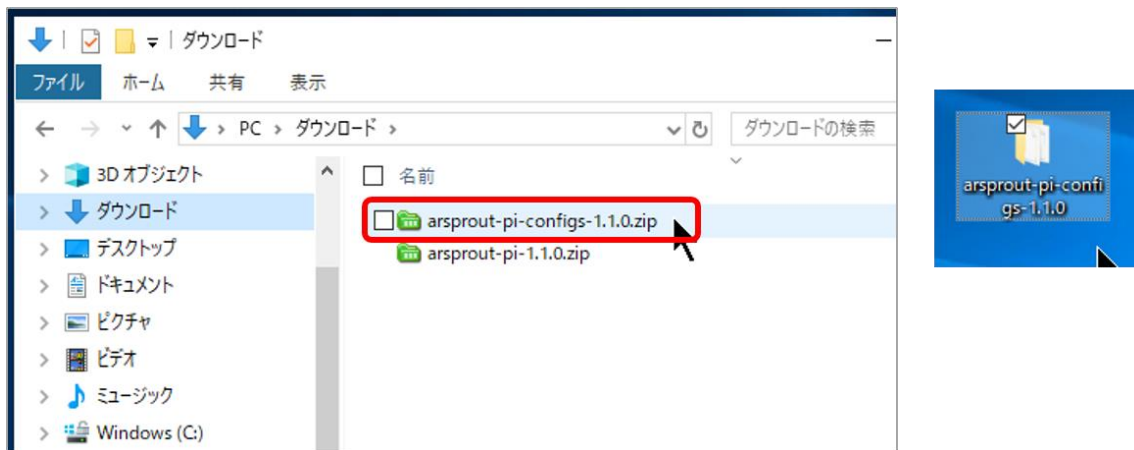 ダウンロード
ファイル ホーム 共有 表示
PC > ダウンロード >
ダウンロードの検索
3D オブジェクト
ダウンロード
デスクトップ
ドキュメント
ピクチャ
ビデオ
ミュージック
Windows (C:)
名前
arsprout-pi-configs-1.1.0.zip
arsprout-pi-1.1.0.zip
arsprout-pi-confi
gs-1.1.0